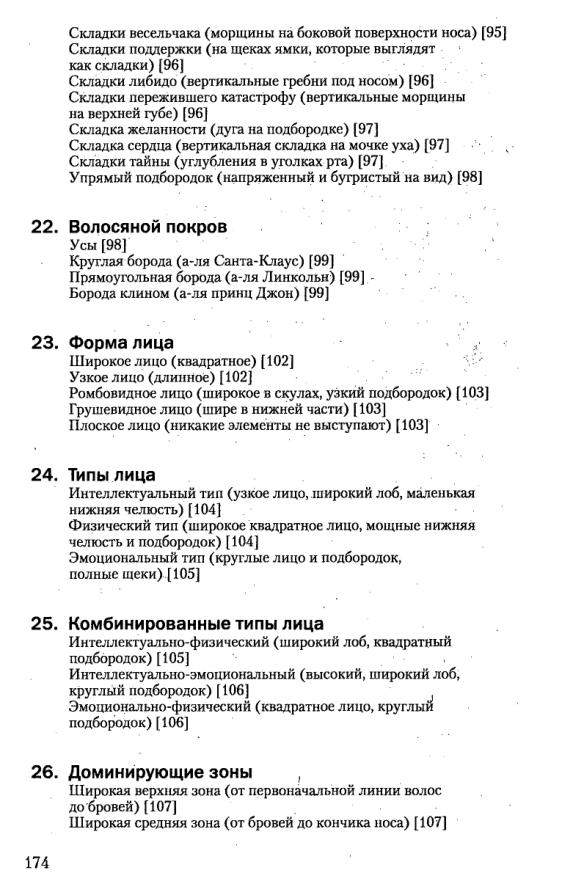 Складки весельчака (морщины на боковой поверхности носа) [95]
Складки поддержки (на щеках ямки, которые выглядят
как складки) [96]
Складки либидо (вертикальные гребни под носом) [96]
Складки пережившего катастрофу (вертикальные морщины
на верхней губе) [96]
Складка желанности (дуга на подбородке) [97]
Складка сердца (вертикальная складка на мочке уха) [97]
Складки тайны (углубления в уголках рта) [97]
Упрямый подбородок (напряженный и бугристый на вид) [98]
22. Волосяной покров
Усы [98]
Круглая борода (а-ля Санта-Клаус) [99]
Прямоугольная борода (а-ля Линкольн) [99]
Борода клином (а-ля принц Джон) [99]
23. Форма лица
Широкое лицо (квадратное) [102]
Узкое лицо (длинное) [102]
Ромбовидное лицо (широкое в скулах, узкий подбородок) [103]
Грушевидное лицо (шире в нижней части) [103]
Плоское лицо (никакие элементы не выступают) [103]
24. Типы лица
Интеллектуальный тип (узкое лицо, широкий лоб, маленькая
нижняя челюсть) [104]
Физический тип (широкое квадратное лицо, мощные нижняя
челюсть и подбородок) [104]
Эмоциональный тип (круглые лицо и подбородок,
полные щеки) [105]
25. Комбинированные типы лица
Интеллектуально-физический (широкий лоб, квадратный
подбородок) [105]
Интеллектуально-эмоциональный (высокий, широкий лоб,
круглый подбородок) [106]
Эмоционально-физический (квадратное лицо, круглый
подбородок) [106]
26. Доминирующие зоны
Широкая верхняя зона (от первоначальной линии волос
до бровей) [107]
Широкая средняя зона (от бровей до кончика носа) [107]
174